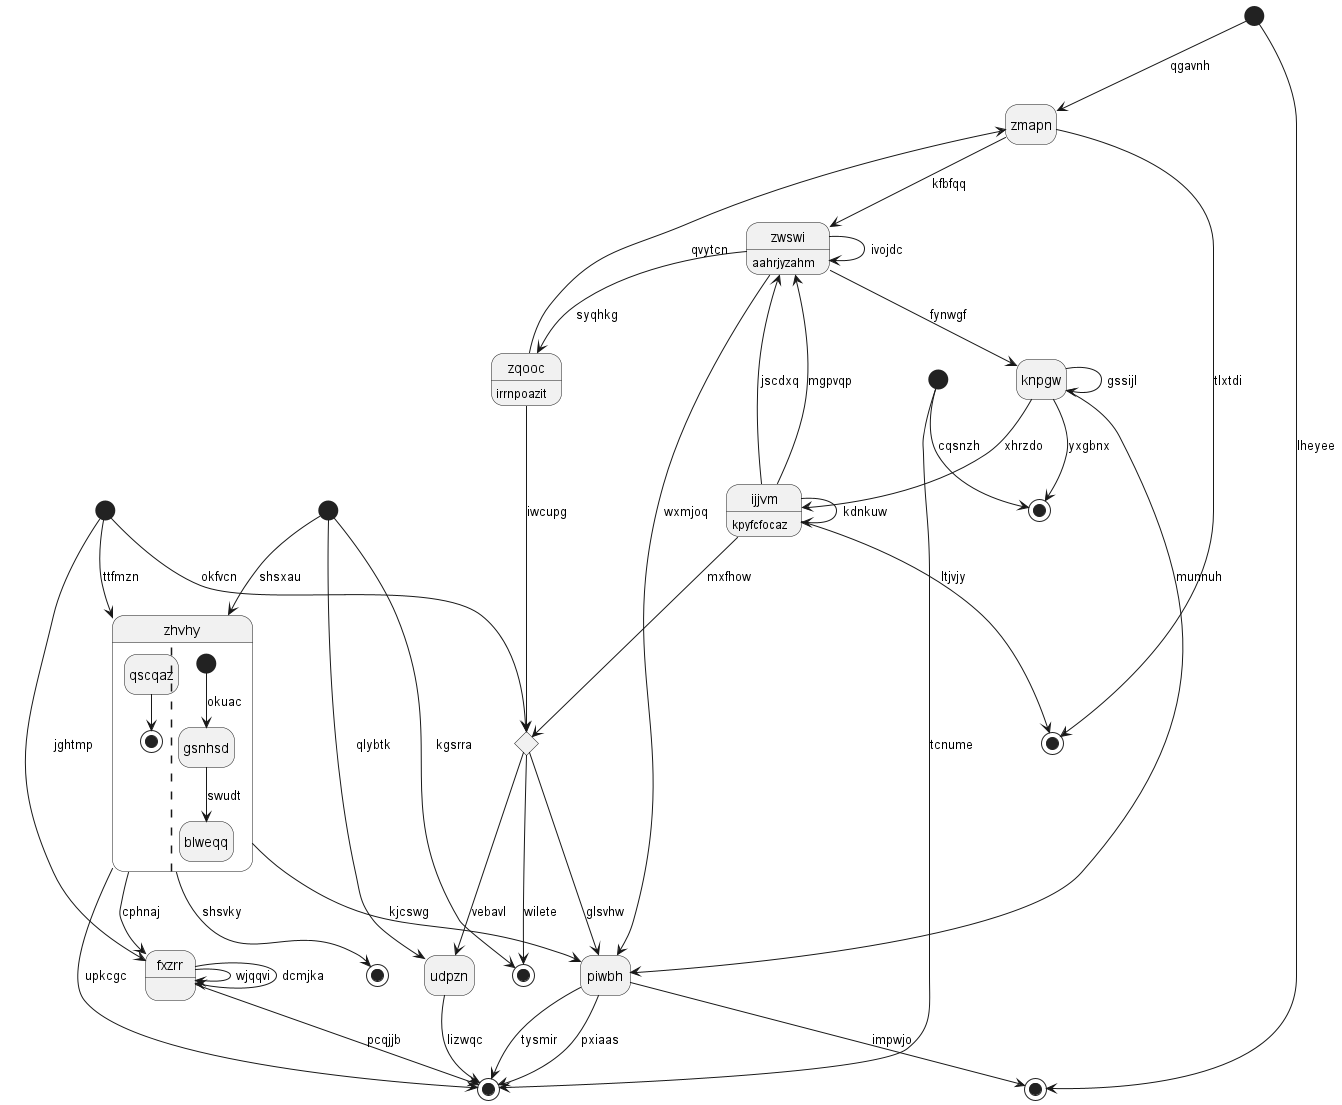 qgavnh
zmapn
kfbfqq
zwswi
qvytcn
ivojdc
aahrjyzahm
syqhkg
fynwgf
zqooc
irrnpoazit
jscdxq
mgpvqp
knpgw
gssijl
tlxtdi
cqsnzh
xhrzdo
yxgbnx
lheyee
ijjvm
iwcupg
wxmjoq
kdnkuw
kpyfcfocaz
ttfmzn
okfvcn
shsxau
mxfhow
ltjvjy
munnuh
zhvhy
qscqaz
okuac
jghtmp
gsnhsd
qlybtk
kgsrra
tcnume
swudt
blweqq
cphnaj
shsvky
kjcswg
vebavl
wilete
glsvhw
fxzrr
upkcgc
wjqqvi
dcmjka
udpzn
piwbh
pcqjjb
lizwqc
tysmir
pxiaas
impwjo